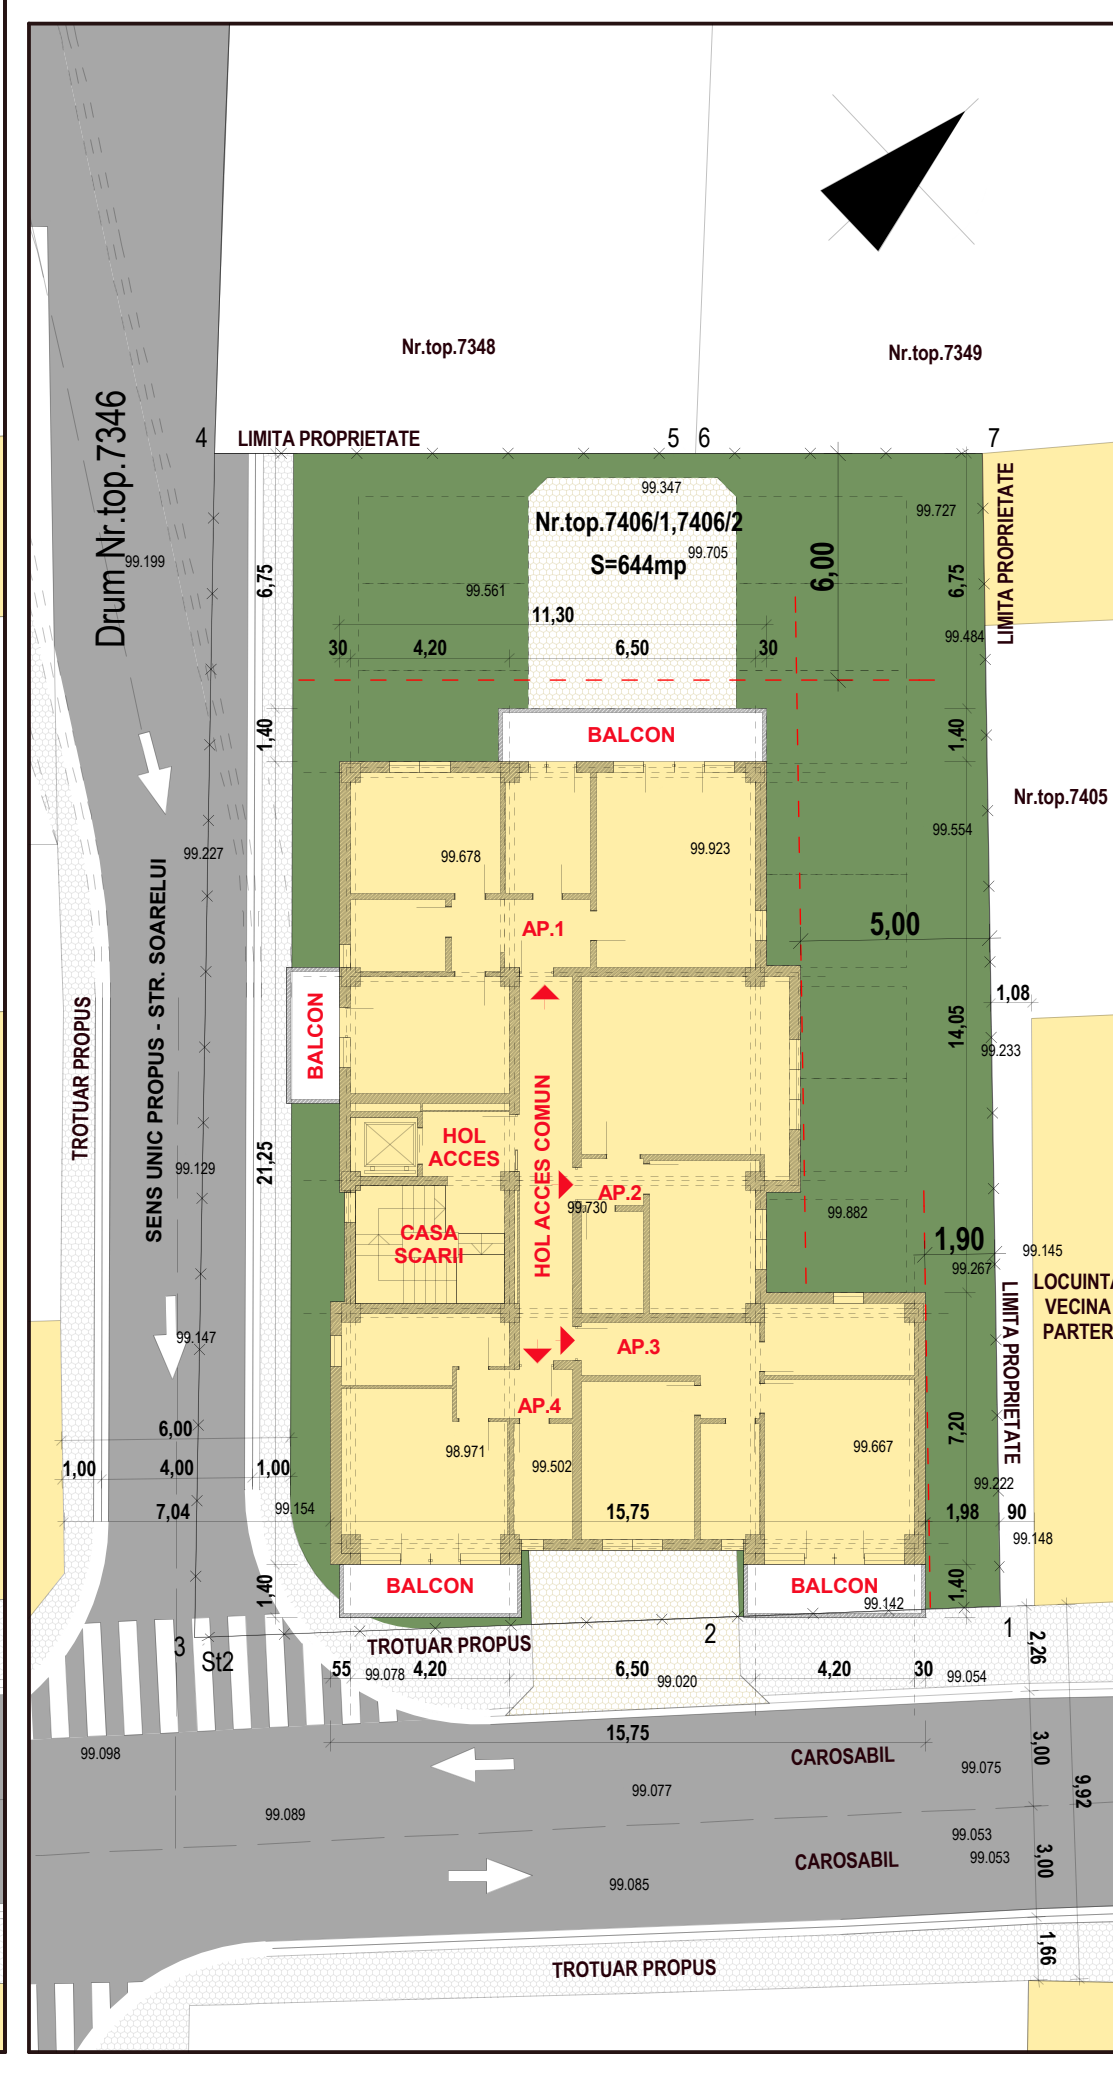 Nr.top.7348
Nr.top.7349
Drum Nr.top.7346
4
LIMITA PROPRIETATE
5 6
7
LIMITA PROPRIETATE
99.347
Nr.top.7406/1,7406/2
99.705
S=644mp
99.727
99.199
99.561
6,75
6,00
6,75
11,30
99.484
30
4,20
6,50
30
1,40
BALCON
1,40
Nr.top.7405
99.554
99.227
99.678
99.923
AP.1
5,00
SENS UNIC PROPUS - STR. SOARELUI
TROTUAR PROPUS
BALCON
1,08
14,05
99.233
HOL
ACCES
HOL ACCES COMUN
99.129
21,25
AP.2
99.730
99.882
CASA
SCARII
1,90
99.145
99.267
LIMITA PROPRIETATE
LOCUINTA
VECINA
PARTER
99.147
AP.3
AP.4
6,00
98.971
99.502
99.667
7,20
1,00
4,00
1,00
99.222
7,04
99.154
15,75
1,98
90
99.148
1,40
BALCON
BALCON
1,40
99.142
3
St2
TROTUAR PROPUS
2
1
2,26
55
99.078
4,20
6,50
99.020
4,20
30
99.054
15,75
99.098
CAROSABIL
99.075
3,00
99.077
9,92
99.089
99.053
CAROSABIL
99.053
3,00
99.085
1,66
TROTUAR PROPUS